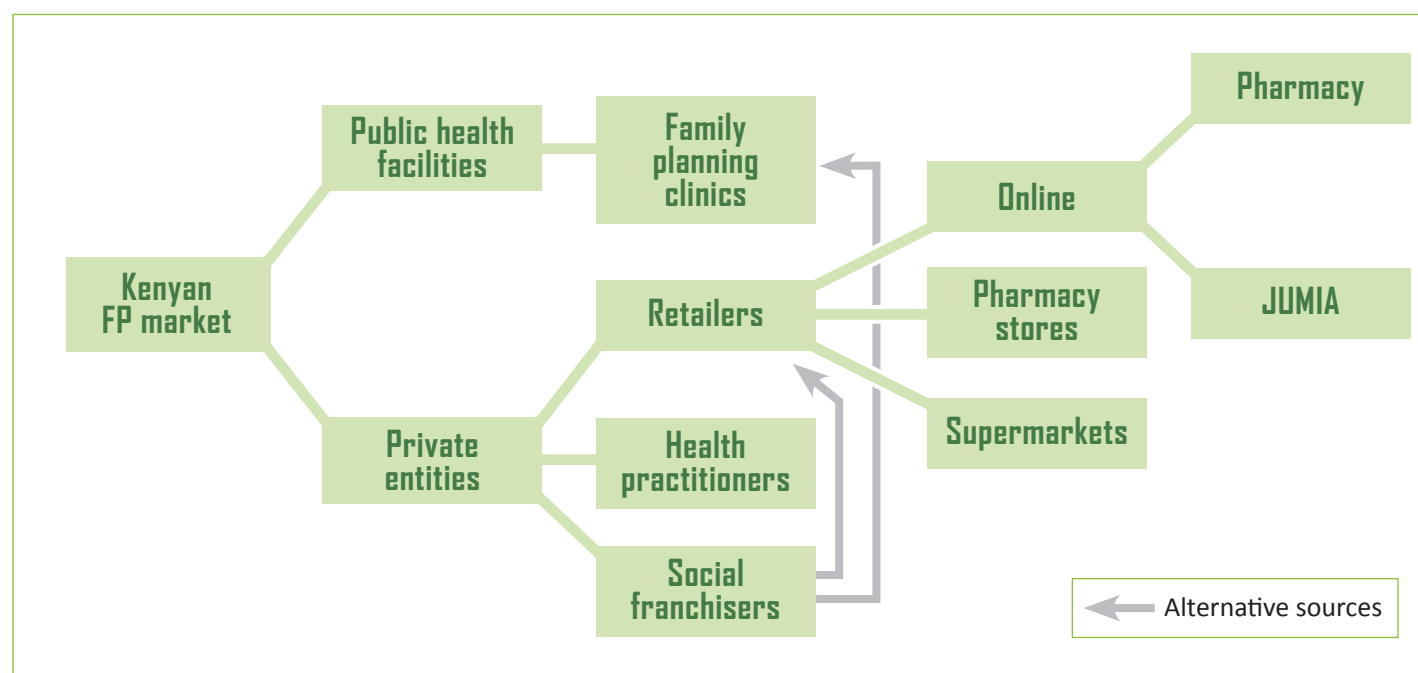 Kenyan
FP market
Public health
facilities
Private
entities
Family
planning
clinics
Retailers
Health
practitioners
Social
franchisers
Online
Pharmacy
stores
Supermarkets
Pharmacy
JUMIA
Alternative sources